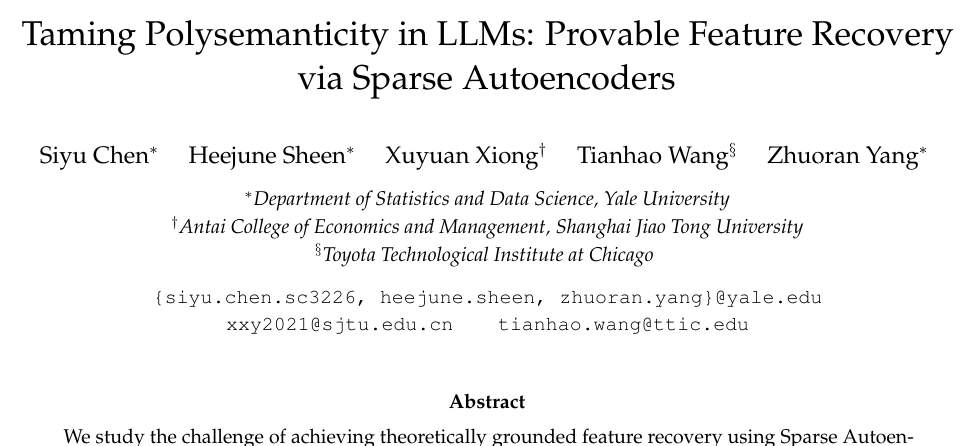 Taming Polysemanticity in LLMs: Provable Feature Recovery
via Sparse Autoencoders
Siyu Chen* Heejune Sheen* Xuyuan Xiong† Tianhao Wang§ Zhuoran Yang*
*Department of Statistics and Data Science, Yale University
†Antai College of Economics and Management, Shanghai Jiao Tong University
§Toyota Technological Institute at Chicago
{siyu.chen.sc3226, heejune.sheen, zhuoran.yang}@yale.edu
xxy2021@sjtu.edu.cn tianhao.wang@ttic.edu
Abstract
We study the challenge of achieving theoretically grounded feature recovery using Sparse Autoen-